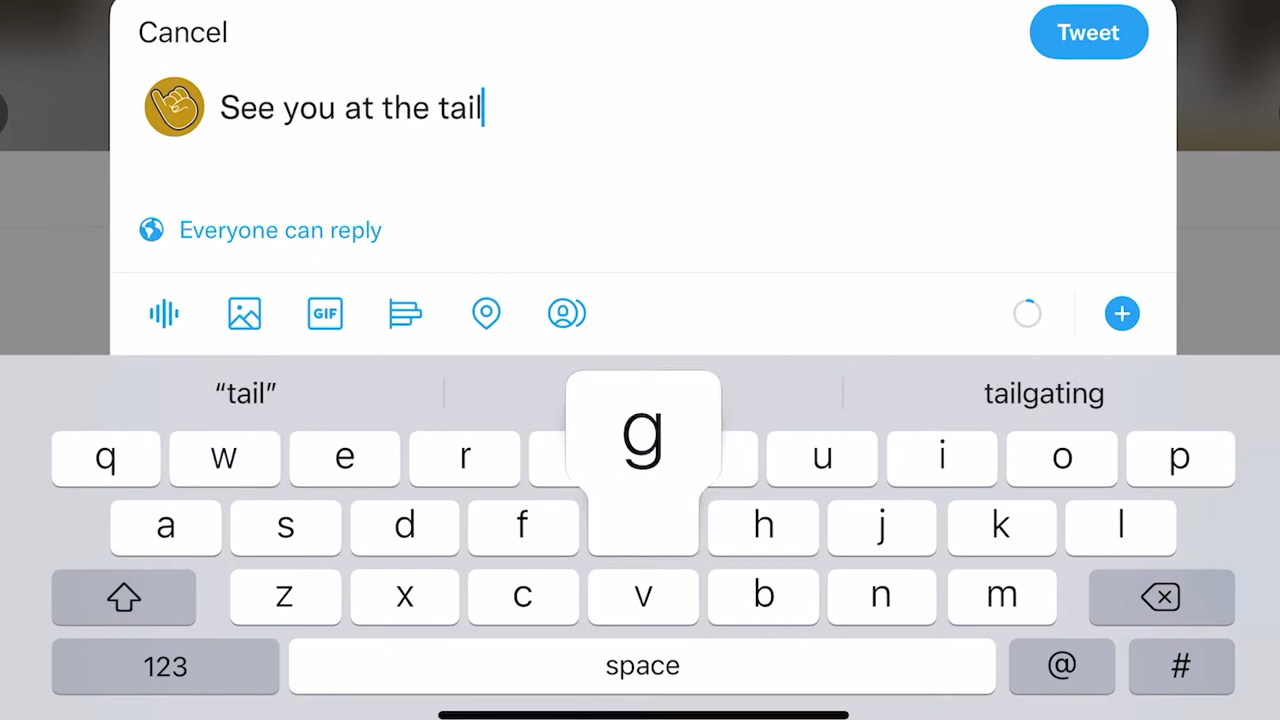 Cancel
Tweet
See you at the tail
Everyone can reply
GIF
“tail”
tailgating
g
q w e r u i o p
a s d f h j k l
z x c v b n m
123 space @ #